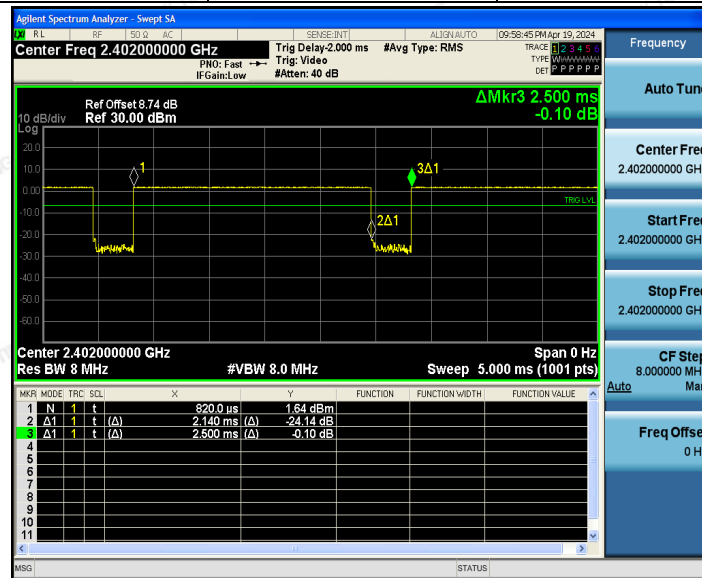 Agilent Spectrum Analyzer - Swept SA
LXI RL RF 50 Ω AC SENSE:INT ALIGN AUTO 09:58:45 PM Apr 19, 2024
Center Freq 2.402000000 GHz
PNO: Fast
IFGain:Low
Trig Delay-2.000 ms
Trig: Video
#Atten: 40 dB
#Avg Type: RMS
TRACE 1 2 3 4 5 6
TYPE WWWWWW
DET P P P P P P
ΔMkr3 2.500 ms
-0.10 dB
Ref Offset 8.74 dB
10 dB/div Ref 30.00 dBm
Log
20.0
10.0
0.00
-10.0
-20.0
-30.0
-40.0
-50.0
-60.0
1
3Δ1
2Δ1
TRIG LVL
Center 2.402000000 GHz Span 0 Hz
Res BW 8 MHz #VBW 8.0 MHz Sweep 5.000 ms (1001 pts)
MKR MODE TRC SCL X Y FUNCTION FUNCTION WIDTH FUNCTION VALUE
1 N 1 t 820.0 µs 1.64 dBm
2 Δ1 1 t (Δ) 2.140 ms (Δ) -24.14 dB
3 Δ1 1 t (Δ) 2.500 ms (Δ) -0.10 dB
4
5
6
7
8
9
10
11
MSG STATUS
Frequency
Auto Tun
Center Fre
2.402000000 GH
Start Fre
2.402000000 GH
Stop Fre
2.402000000 GH
CF Step
8.000000 MH
Auto Ma
Freq Offse
0 H